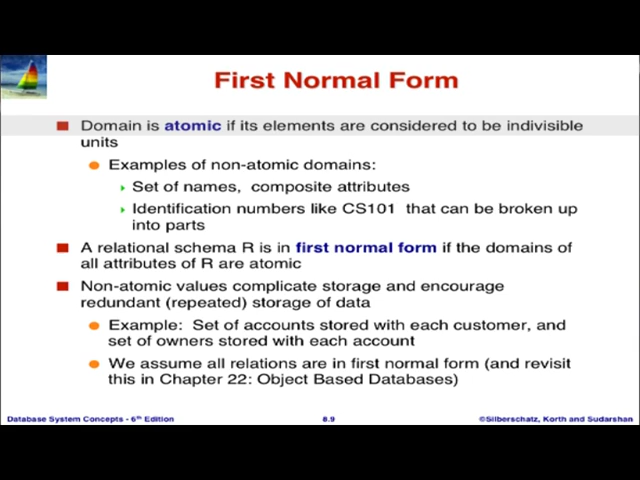 First Normal Form
Domain is atomic if its elements are considered to be indivisible
units
Examples of non-atomic domains:
Set of names, composite attributes
Identification numbers like CS101 that can be broken up
into parts
A relational schema R is in first normal form if the domains of
all attributes of R are atomic
Non-atomic values complicate storage and encourage
redundant (repeated) storage of data
Example: Set of accounts stored with each customer, and
set of owners stored with each account
We assume all relations are in first normal form (and revisit
this in Chapter 22: Object Based Databases)
Database System Concepts - 6th Edition
8.9
©Silberschatz, Korth and Sudarshan